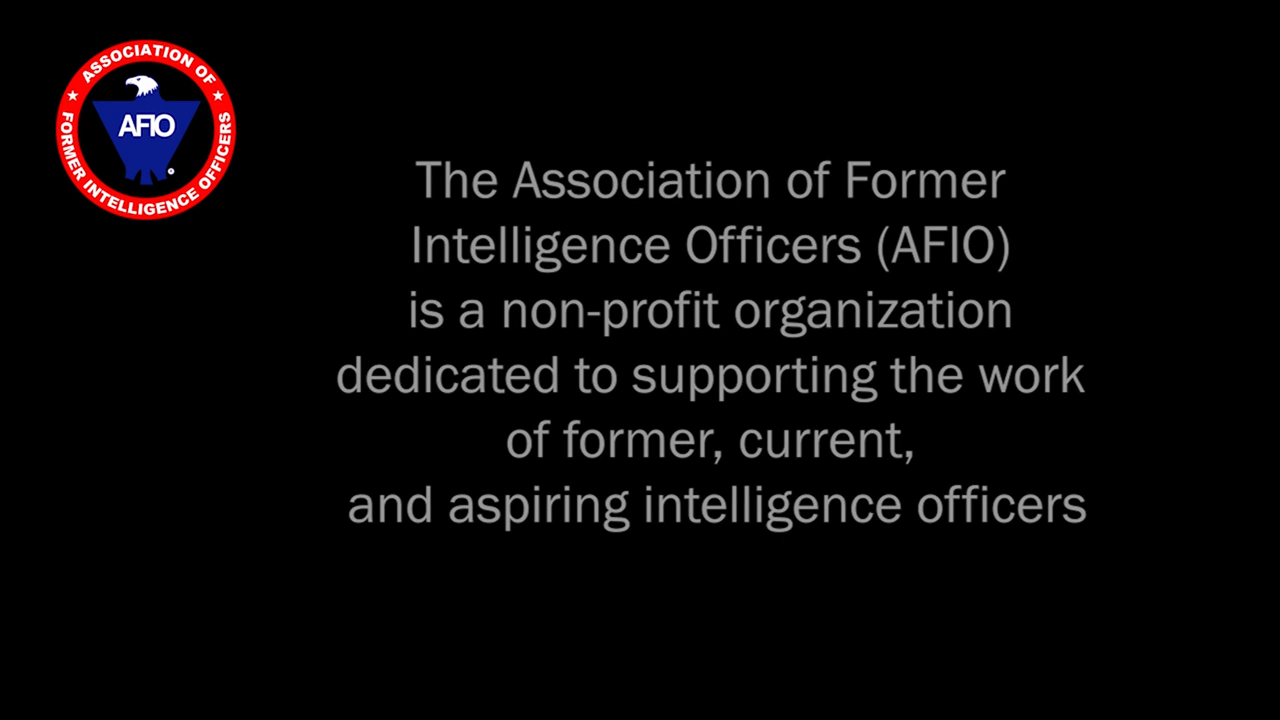 ASSOCIATION OF
FORMER INTELLIGENCE OFFICERS
AFIO
The Association of Former
Intelligence Officers (AFIO)
is a non-profit organization
dedicated to supporting the work
of former, current,
and aspiring intelligence officers